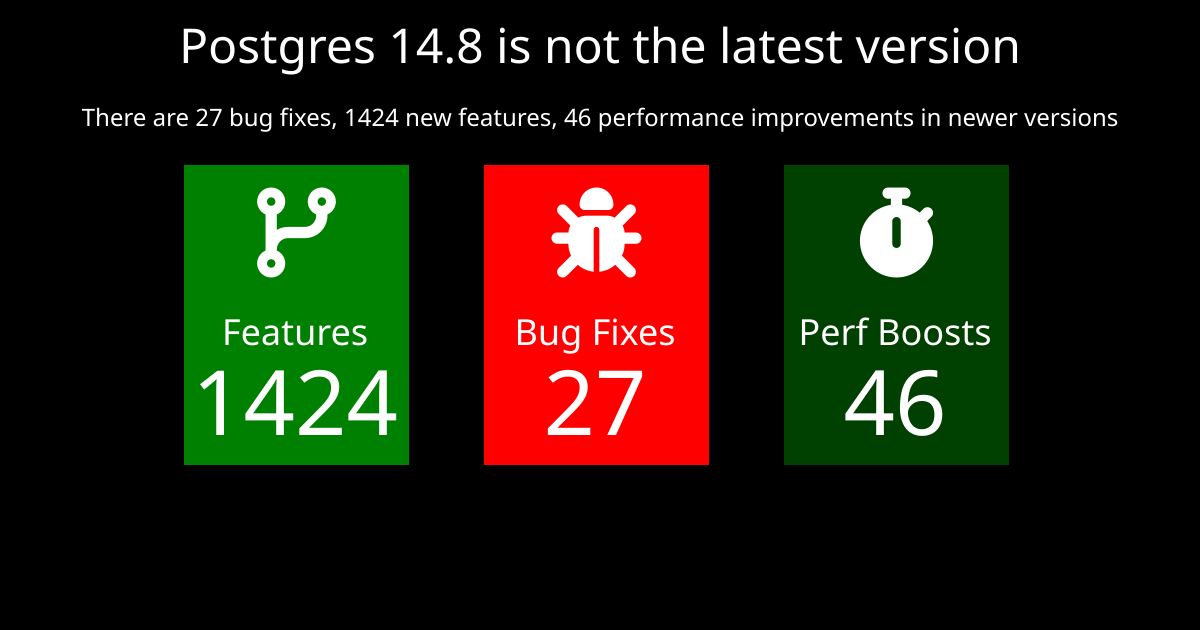 Postgres 14.8 is not the latest version
There are 27 bug fixes, 1424 new features, 46 performance improvements in newer versions
Features
1424
Bug Fixes
27
Perf Boosts
46